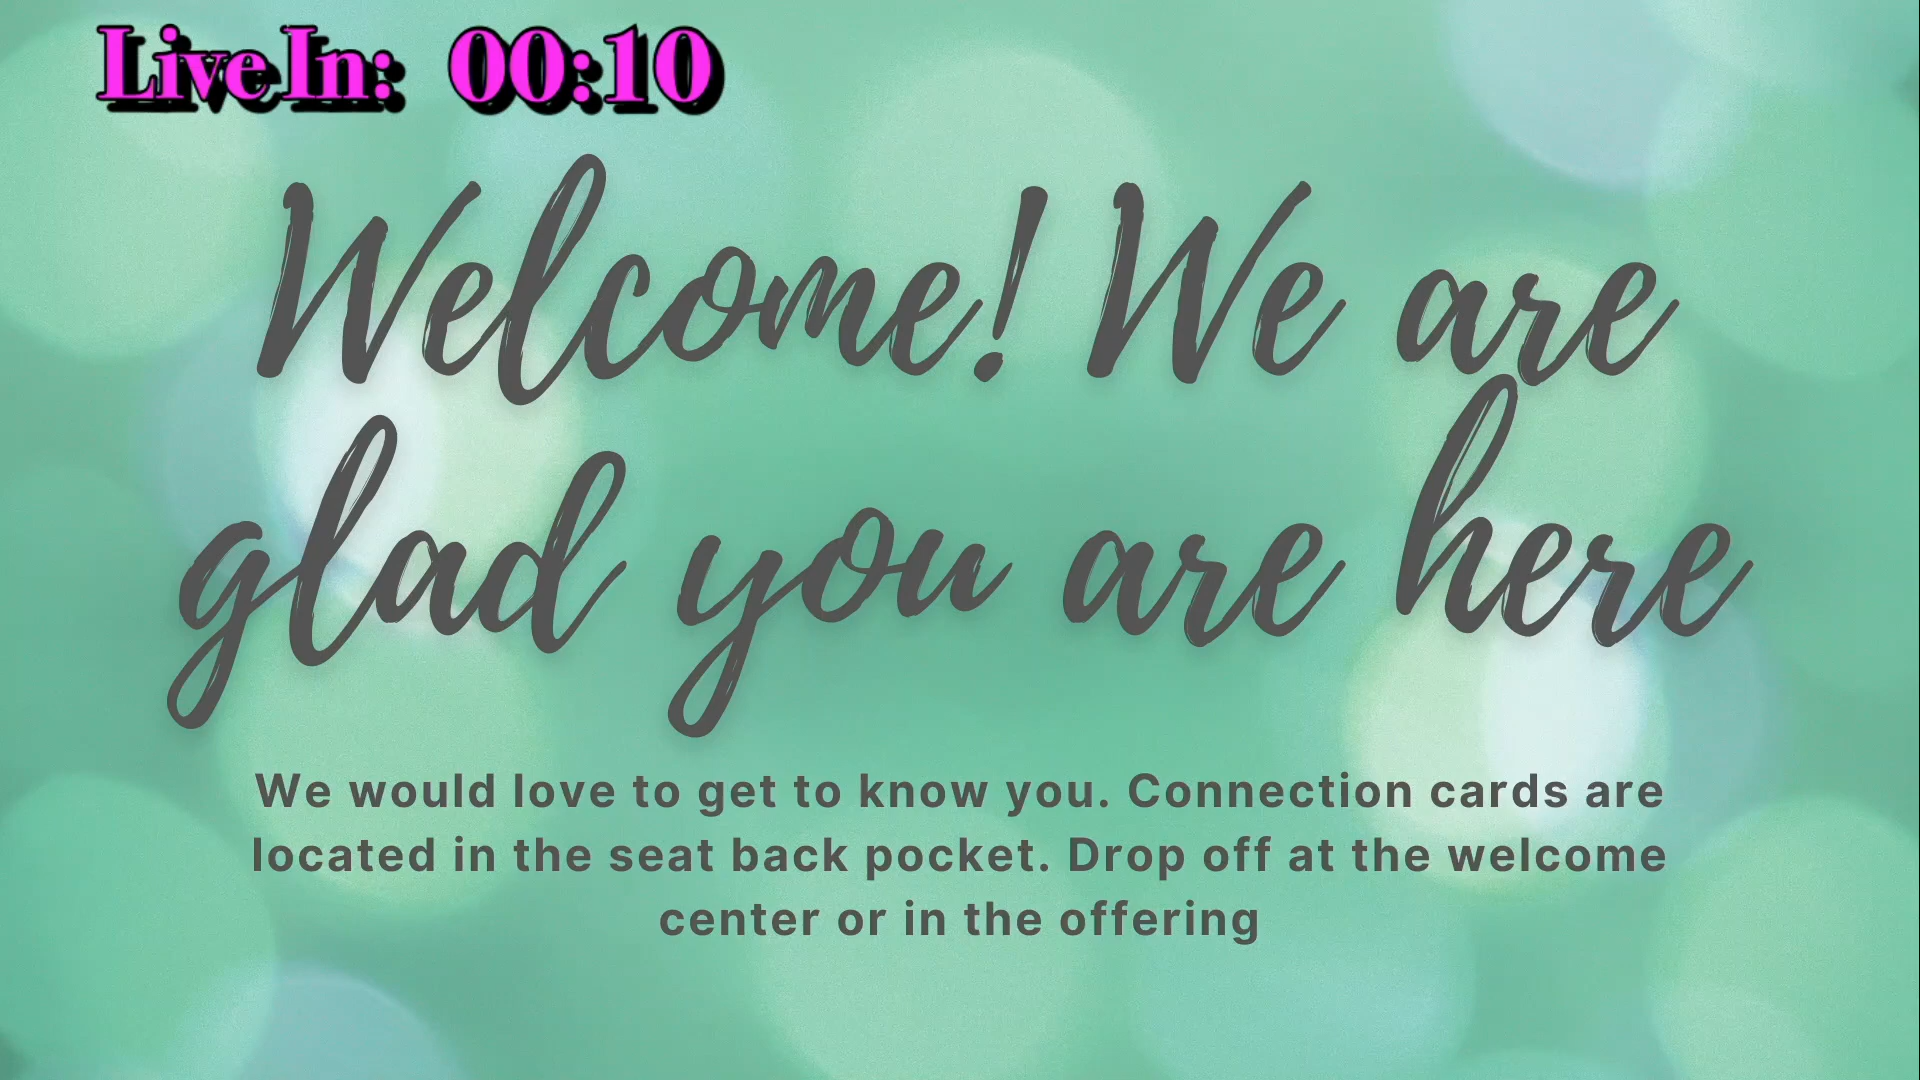 Live In: 00:10
Welcome! We are
glad you are here
We would love to get to know you. Connection cards are
located in the seat back pocket. Drop off at the welcome
center or in the offering